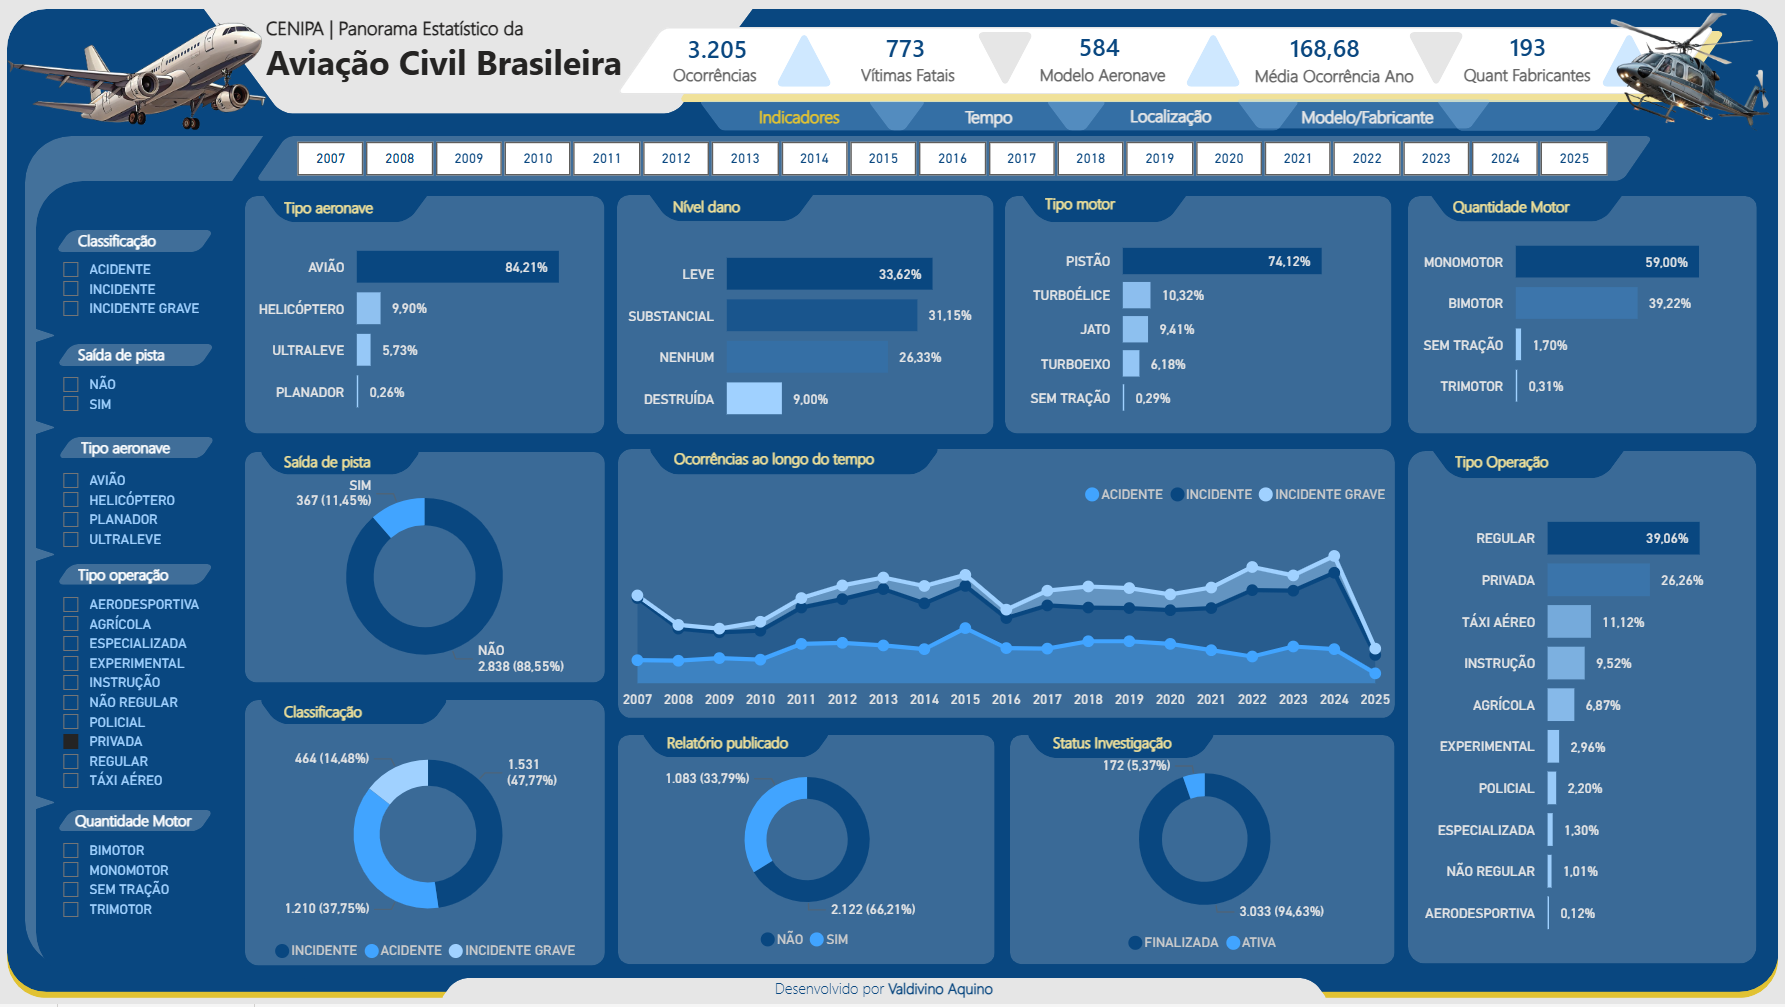 CENIPA | Panorama Estatístico da
Aviação Civil Brasileira
3.205
Ocorrências
773
Vítimas Fatais
584
Modelo Aeronave
168,68
Média Ocorrência Ano
193
Quant Fabricantes
Indicadores
Tempo
Localização
Modelo/Fabricante
2007 2008 2009 2010 2011 2012 2013 2014 2015 2016 2017 2018 2019 2020 2021 2022 2023 2024 2025
Classificação
ACIDENTE
INCIDENTE
INCIDENTE GRAVE
Saída de pista
NÃO
SIM
Tipo aeronave
AVIÃO
HELICÓPTERO
PLANADOR
ULTRALEVE
Tipo operação
AERODESPORTIVA
AGRÍCOLA
ESPECIALIZADA
EXPERIMENTAL
INSTRUÇÃO
NÃO REGULAR
POLICIAL
PRIVADA
REGULAR
TÁXI AÉREO
Quantidade Motor
BIMOTOR
MONOMOTOR
SEM TRAÇÃO
TRIMOTOR
Tipo aeronave
AVIÃO 84,21%
HELICÓPTERO 9,90%
ULTRALEVE 5,73%
PLANADOR 0,26%
Nível dano
LEVE 33,62%
SUBSTANCIAL 31,15%
NENHUM 26,33%
DESTRUÍDA 9,00%
Tipo motor
PISTÃO 74,12%
TURBOÉLICE 10,32%
JATO 9,41%
TURBOEIXO 6,18%
SEM TRAÇÃO 0,29%
Quantidade Motor
MONOMOTOR 59,00%
BIMOTOR 39,22%
SEM TRAÇÃO 1,70%
TRIMOTOR 0,31%
Saída de pista
SIM
367 (11,45%)
NÃO
2.838 (88,55%)
Ocorrências ao longo do tempo
ACIDENTE INCIDENTE INCIDENTE GRAVE
2007 2008 2009 2010 2011 2012 2013 2014 2015 2016 2017 2018 2019 2020 2021 2022 2023 2024 2025
Tipo Operação
REGULAR 39,06%
PRIVADA 26,26%
TÁXI AÉREO 11,12%
INSTRUÇÃO 9,52%
AGRÍCOLA 6,87%
EXPERIMENTAL 2,96%
POLICIAL 2,20%
ESPECIALIZADA 1,30%
NÃO REGULAR 1,01%
AERODESPORTIVA 0,12%
Classificação
464 (14,48%)
1.531
(47,77%)
1.210 (37,75%)
INCIDENTE ACIDENTE INCIDENTE GRAVE
Relatório publicado
1.083 (33,79%)
2.122 (66,21%)
NÃO SIM
Status Investigação
172 (5,37%)
3.033 (94,63%)
FINALIZADA ATIVA
Desenvolvido por Valdivino Aquino